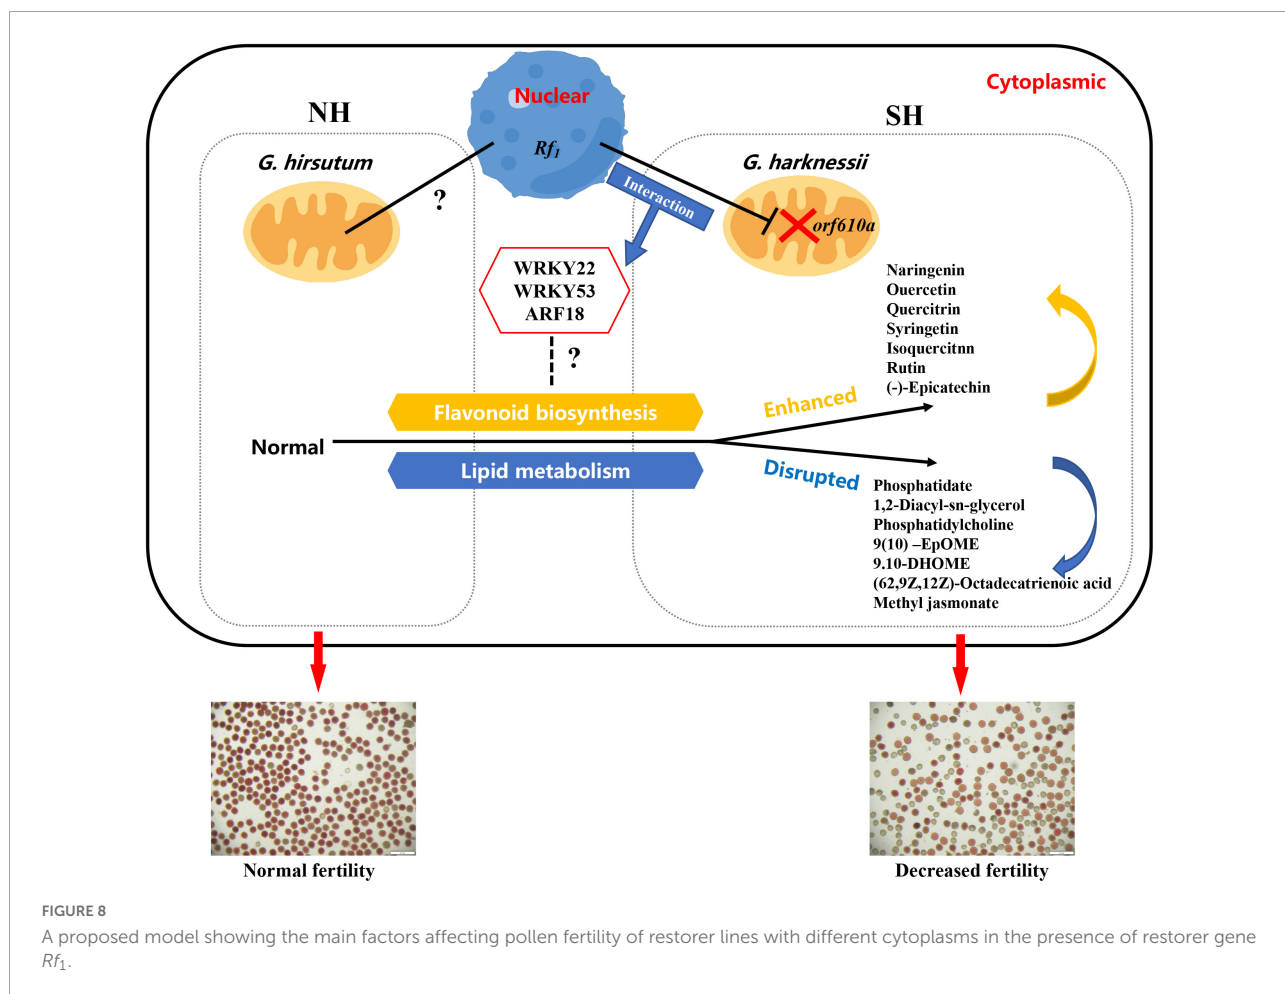 Cytoplasmic
Nuclear
NH
SH
G. hirsutum
Rf1
G. harknessii
?
Interaction
orf610a
WRKY22
WRKY53
ARF18
?
Naringenin
Ouercetin
Quercitrin
Syringetin
Isoquercitnn
Rutin
(-)-Epicatechin
Flavonoid biosynthesis
Enhanced
Normal
Lipid metabolism
Disrupted
Phosphatidate
1,2-Diacyl-sn-glycerol
Phosphatidylcholine
9(10) –EpOME
9.10-DHOME
(62,9Z,12Z)-Octadecatrienoic acid
Methyl jasmonate
Normal fertility
Decreased fertility
FIGURE 8
A proposed model showing the main factors affecting pollen fertility of restorer lines with different cytoplasms in the presence of restorer gene
Rf1.